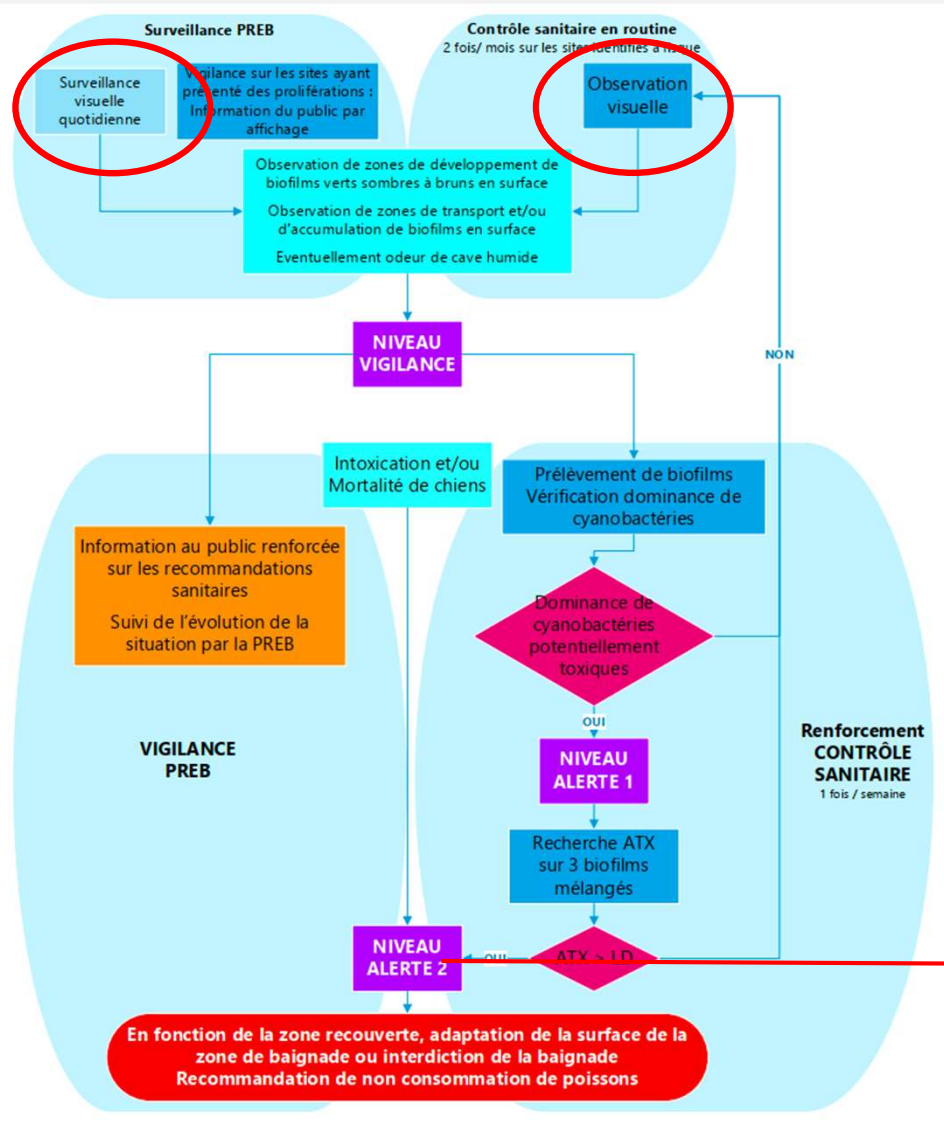 Surveillance PREB
Contrôle sanitaire en routine
2 fois/ mois sur les sites identifiés à risque
Surveillance
visuelle
quotidienne
Vigilance sur les sites ayant
présenté des proliférations :
Information du public par
affichage
Observation
visuelle
Observation de zones de développement de
biofilms verts sombres à bruns en surface
Observation de zones de transport et/ou
d'accumulation de biofilms en surface
Eventuellement odeur de cave humide
NIVEAU
VIGILANCE
NON
Intoxication et/ou
Mortalité de chiens
Prélèvement de biofilms
Vérification dominance de
cyanobactéries
Information au public renforcée
sur les recommandations
sanitaires
Suivi de l'évolution de la
situation par la PREB
Dominance de
cyanobactéries
potentiellement
toxiques
OUI
VIGILANCE
PREB
NIVEAU
ALERTE 1
Renforcement
CONTRÔLE
SANITAIRE
1 fois / semaine
Recherche ATX
sur 3 biofilms
mélangés
NIVEAU
ALERTE 2
OUI
ATX > LD
En fonction de la zone recouverte, adaptation de la surface de la
zone de baignade ou interdiction de la baignade
Recommandation de non consommation de poissons